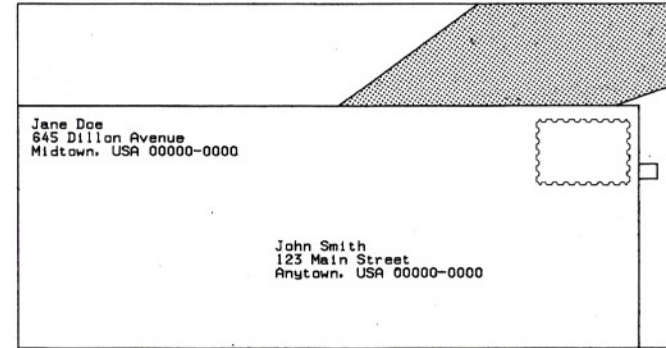 Jane Doe
645 Dillon Avenue
Midtown. USA 00000-0000
John Smith
123 Main Street
Anytown. USA 00000-0000